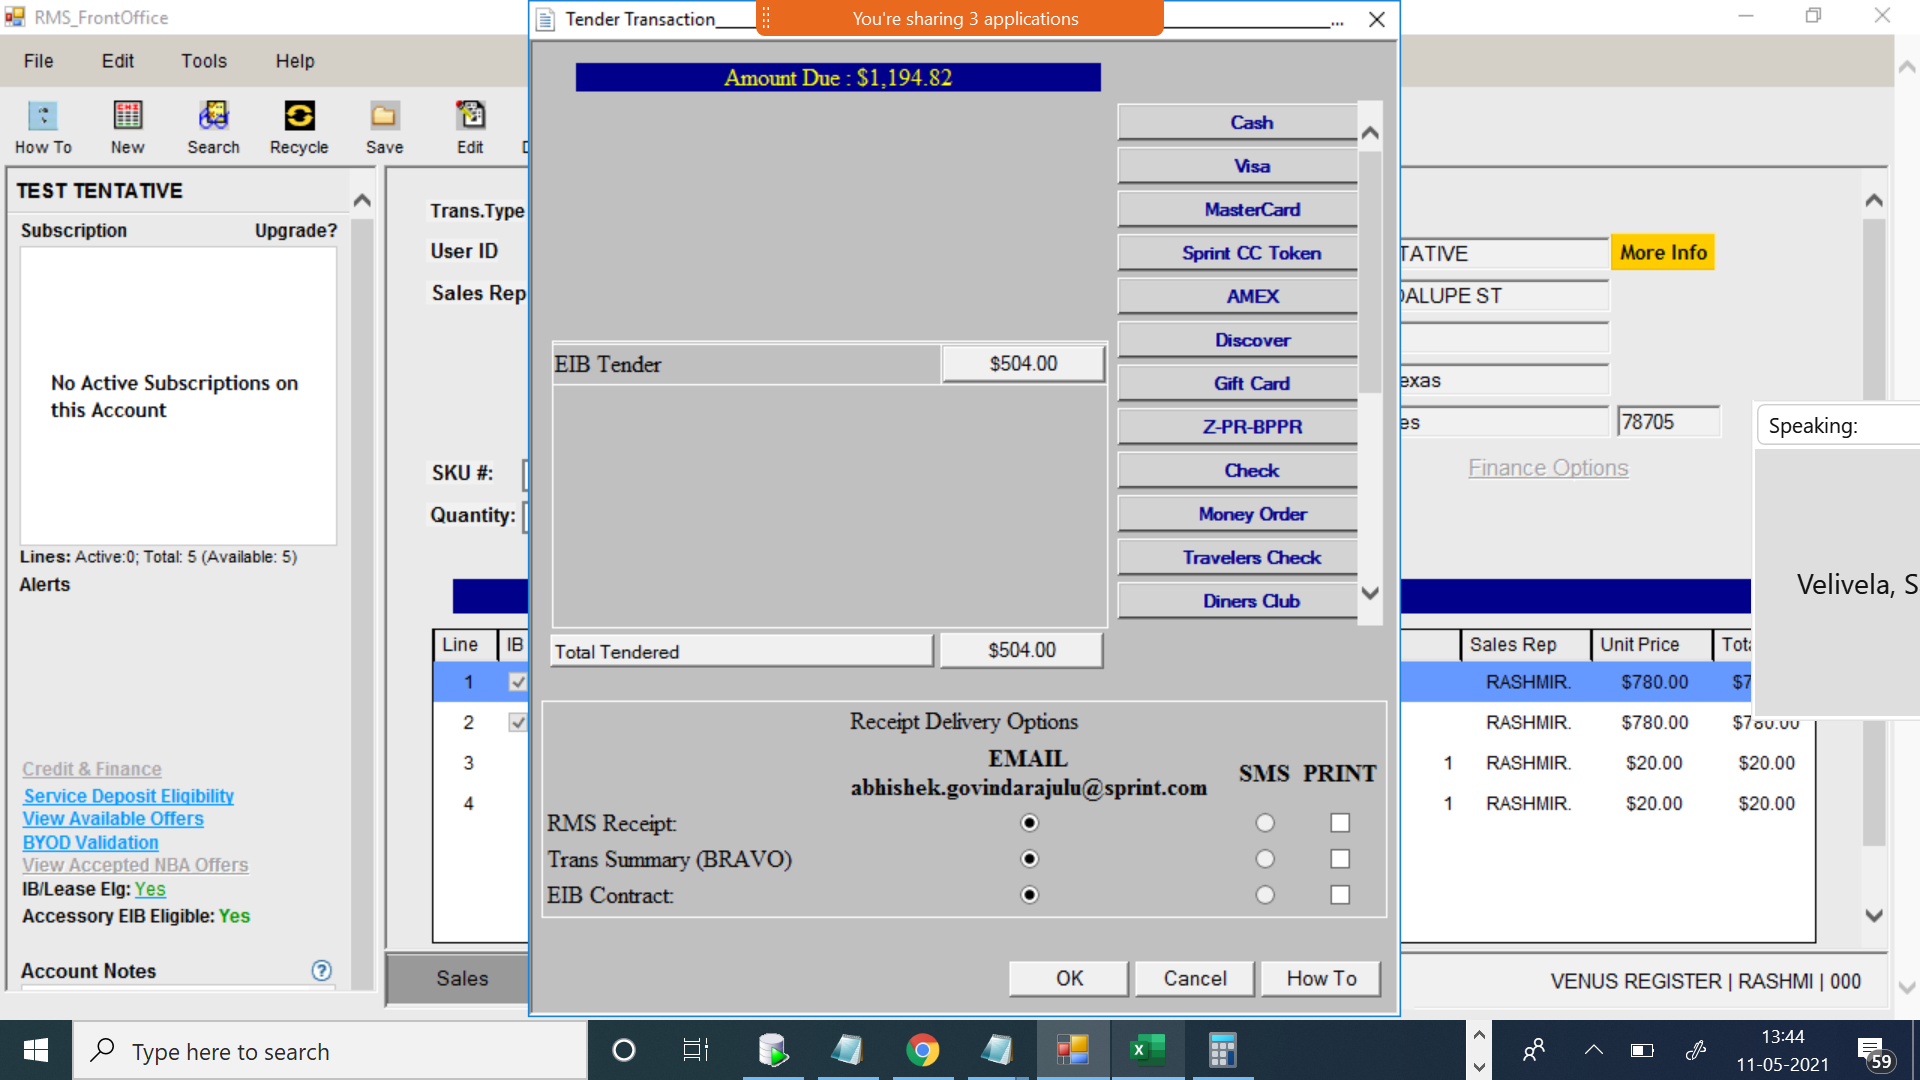 RMS_FrontOffice
Tender Transaction
...
You're sharing 3 applications
File Edit Tools Help
Amount Due : $1,194.82
How To New Search Recycle Save Edit
TEST TENTATIVE
Subscription Upgrade?
No Active Subscriptions on
this Account
Lines: Active:0; Total: 5 (Available: 5)
Alerts
Credit & Finance
Service Deposit Eligibility
View Available Offers
BYOD Validation
View Accepted NBA Offers
IB/Lease Elg: Yes
Accessory EIB Eligible: Yes
Account Notes
?
Trans.Type
User ID
Sales Rep
SKU #:
Quantity:
Line IB
1
2
3
4
Sales
Cash
Visa
MasterCard
Sprint CC Token
AMEX
Discover
Gift Card
Z-PR-BPPR
Check
Money Order
Travelers Check
Diners Club
EIB Tender $504.00
Total Tendered $504.00
Receipt Delivery Options
EMAIL
abhishek.govindarajulu@sprint.com
SMS PRINT
RMS Receipt:
Trans Summary (BRAVO)
EIB Contract:
OK Cancel How To
TATIVE More Info
DALUPE ST
exas
es 78705
Finance Options
Speaking:
Velivela, S
Sales Rep Unit Price Tota
RASHMIR. $780.00 $7
RASHMIR. $780.00 $780.00
1 RASHMIR. $20.00 $20.00
1 RASHMIR. $20.00 $20.00
VENUS REGISTER | RASHMI | 000
Type here to search
13:44
11-05-2021
59